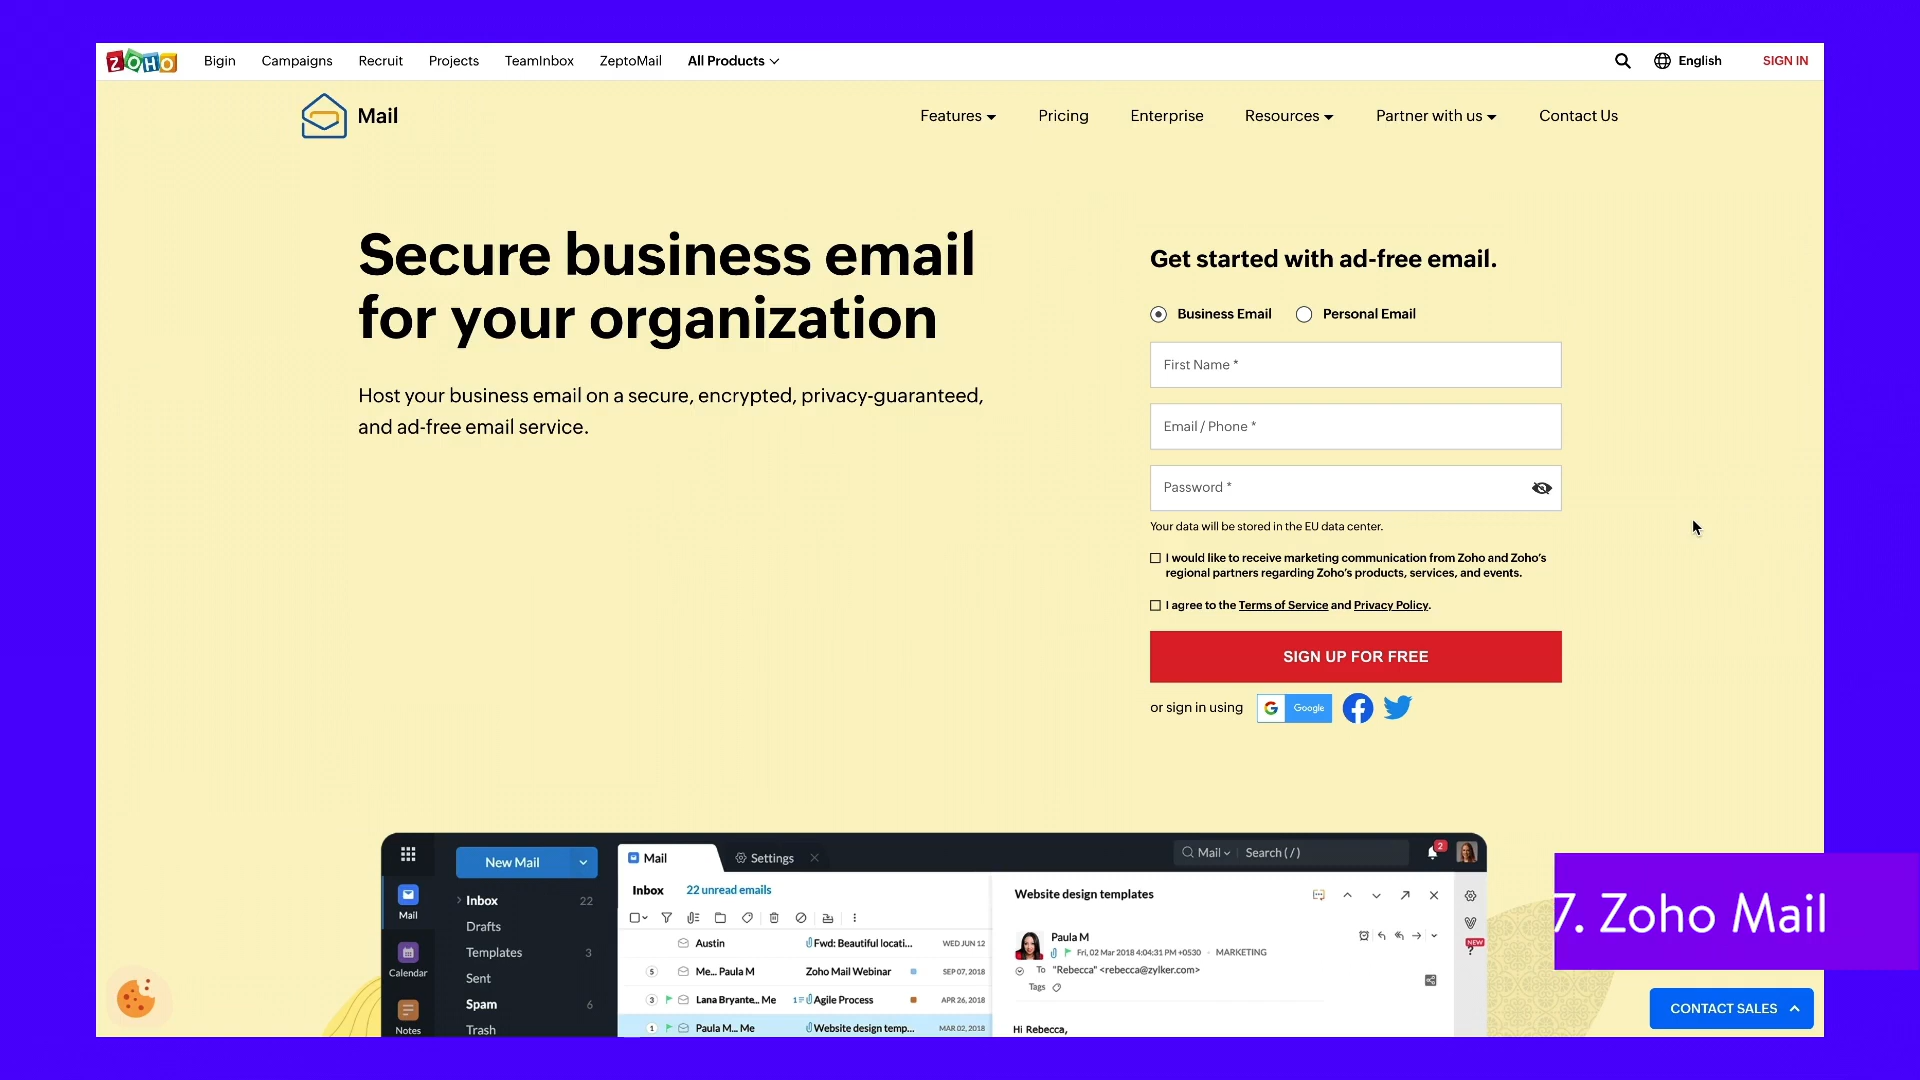 ZOHO
Bigin
Campaigns
Recruit
Projects
TeamInbox
ZeptoMail
All Products
English
SIGN IN
Mail
Features
Pricing
Enterprise
Resources
Partner with us
Contact Us
Secure business email
for your organization
Host your business email on a secure, encrypted, privacy-guaranteed,
and ad-free email service.
Get started with ad-free email.
Business Email
Personal Email
First Name *
Email / Phone *
Password *
Your data will be stored in the EU data center.
I would like to receive marketing communication from Zoho and Zoho's
regional partners regarding Zoho's products, services, and events.
I agree to the Terms of Service and Privacy Policy.
SIGN UP FOR FREE
or sign in using
G Google
New Mail
Mail
Calendar
Notes
Inbox 22
Drafts
Templates 3
Sent
Spam 6
Trash
Mail
Settings
Mail
Search ( / )
2
Inbox 22 unread emails
Austin Fwd: Beautiful locati... WED JUN 12
5 Me... Paula M Zoho Mail Webinar SEP 07, 2018
3 Lana Bryante... Me 1 Agile Process APR 26, 2018
1 Paula M... Me Website design temp... MAR 02, 2018
Website design templates
Paula M
Fri, 02 Mar 2018 4:04:31 PM +0530 · MARKETING
To "Rebecca" <rebecca@zylker.com>
Tags
Hi Rebecca,
NEW
?
7. Zoho Mail
CONTACT SALES